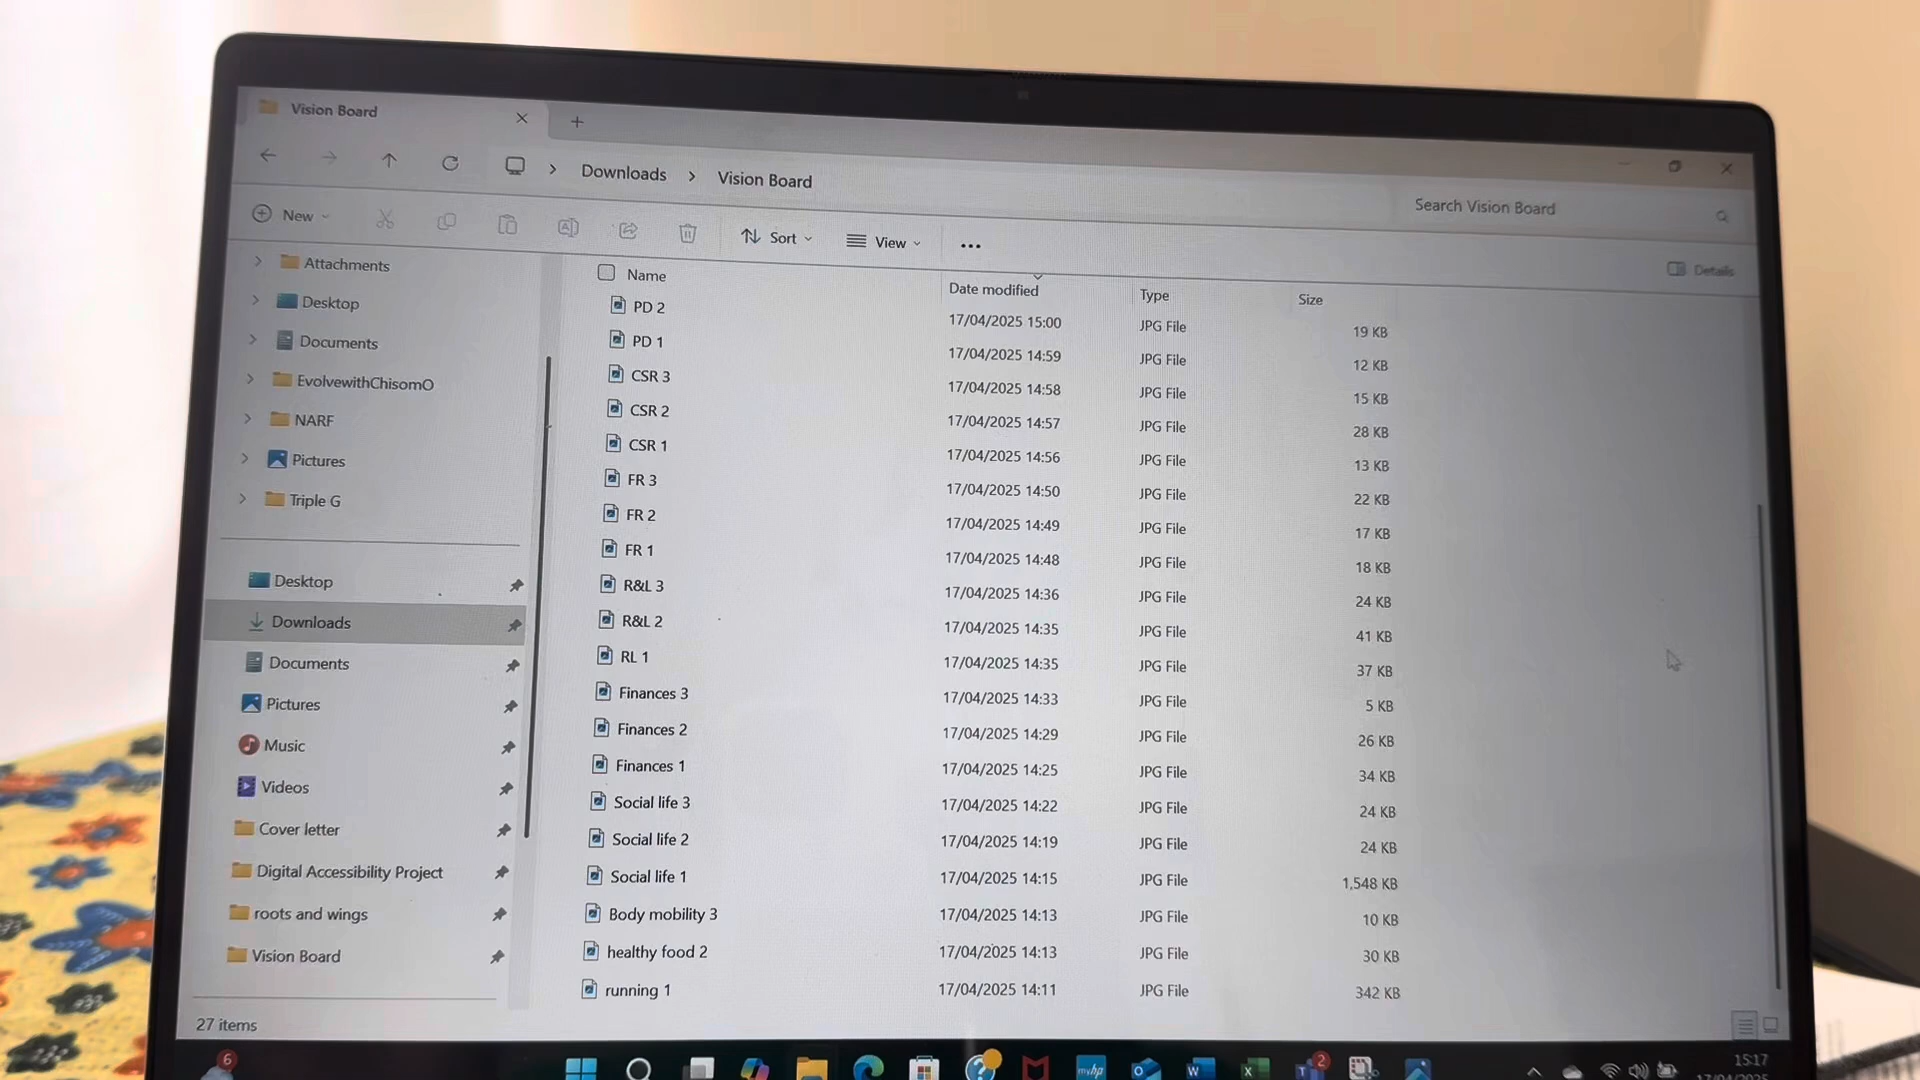 Vision Board
Downloads > Vision Board
Search Vision Board
New
Sort
View
Details
Attachments
Desktop
Documents
EvolvewithChisomO
NARF
Pictures
Triple G
Desktop
Downloads
Documents
Pictures
Music
Videos
Cover letter
Digital Accessibility Project
roots and wings
Vision Board
Name Date modified Type Size
PD 2 17/04/2025 15:00 JPG File 19 KB
PD 1 17/04/2025 14:59 JPG File 12 KB
CSR 3 17/04/2025 14:58 JPG File 15 KB
CSR 2 17/04/2025 14:57 JPG File 28 KB
CSR 1 17/04/2025 14:56 JPG File 13 KB
FR 3 17/04/2025 14:50 JPG File 22 KB
FR 2 17/04/2025 14:49 JPG File 17 KB
FR 1 17/04/2025 14:48 JPG File 18 KB
R&L 3 17/04/2025 14:36 JPG File 24 KB
R&L 2 17/04/2025 14:35 JPG File 41 KB
RL 1 17/04/2025 14:35 JPG File 37 KB
Finances 3 17/04/2025 14:33 JPG File 5 KB
Finances 2 17/04/2025 14:29 JPG File 26 KB
Finances 1 17/04/2025 14:25 JPG File 34 KB
Social life 3 17/04/2025 14:22 JPG File 24 KB
Social life 2 17/04/2025 14:19 JPG File 24 KB
Social life 1 17/04/2025 14:15 JPG File 1,548 KB
Body mobility 3 17/04/2025 14:13 JPG File 10 KB
healthy food 2 17/04/2025 14:13 JPG File 30 KB
running 1 17/04/2025 14:11 JPG File 342 KB
27 items
6
myhp
2
15:17